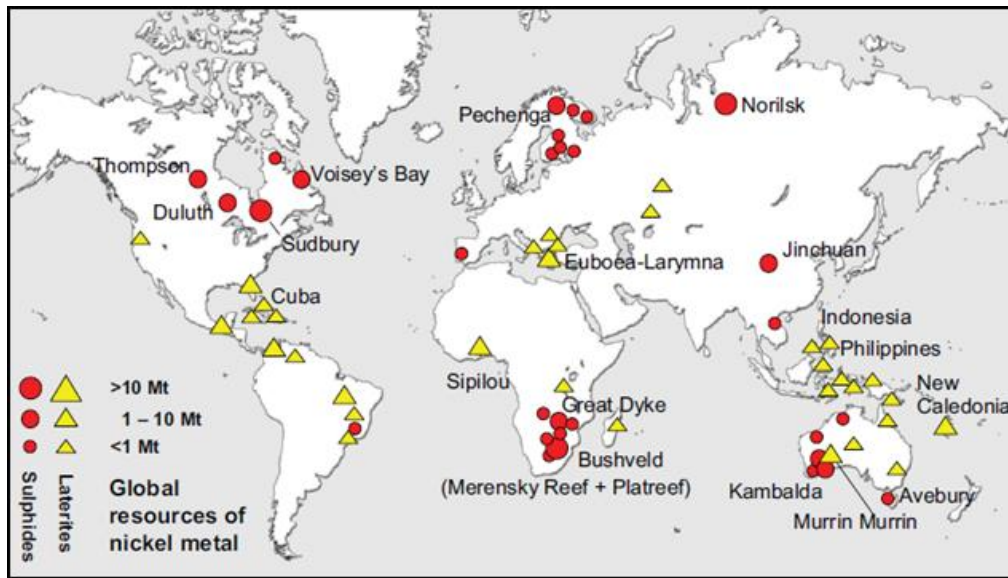 Pechenga
Norilsk
Thompson
Voisey's Bay
Duluth
Sudbury
Jinchuan
Euboea-Larymna
Cuba
Indonesia
Philippines
Sipilou
New
Caledonia
Great Dyke
Bushveld
(Merensky Reef + Platreef)
Kambalda
Avebury
Murrin Murrin
>10 Mt
1 – 10 Mt
<1 Mt
Sulphides
Laterites
Global
resources of
nickel metal